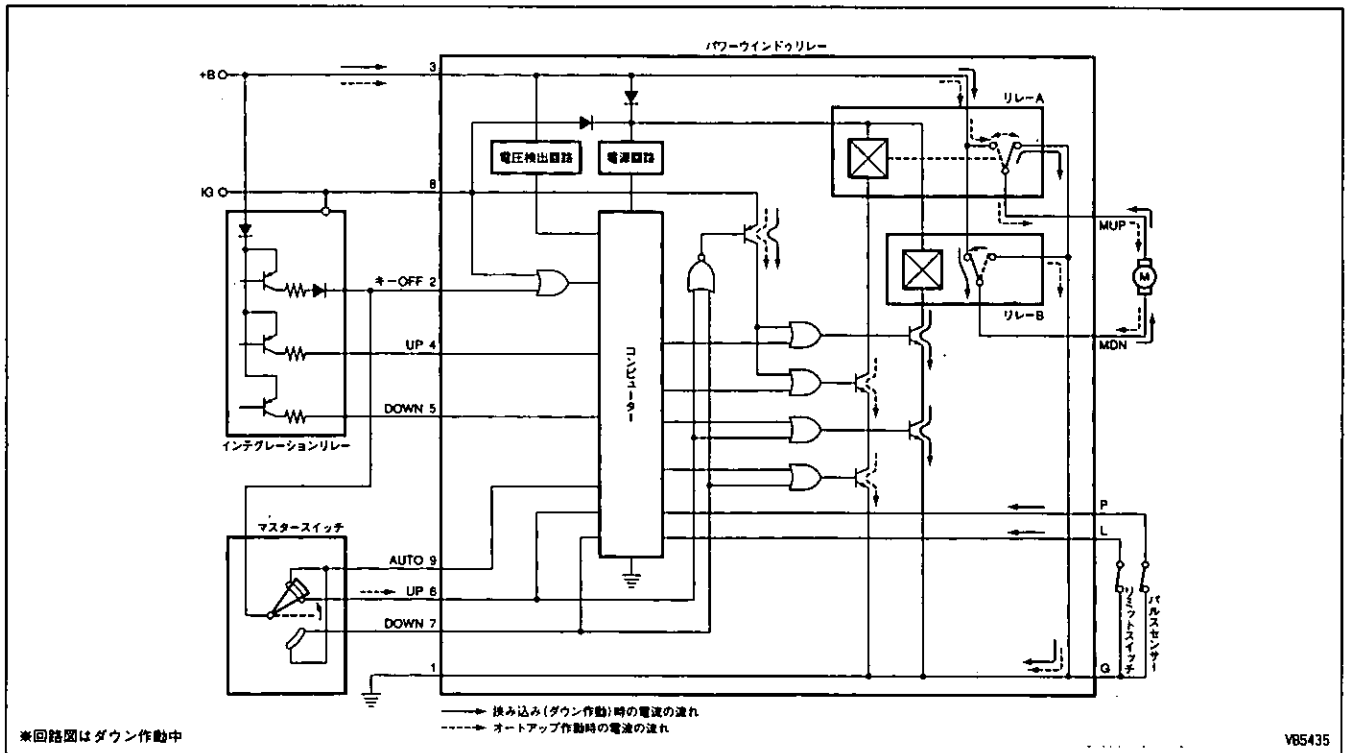 パワーウインドゥリレー
+B
3
リレーA
電圧検出回路
電源回路
IG
8
MUP
キーOFF 2
M
リレーB
UP 4
MDN
コンピューター
DOWN 5
インテグレーションリレー
P
マスタースイッチ
L
AUTO 9
UP 6
リミットスイッチ
パルスセンサー
DOWN 7
1
G
挟み込み(ダウン作動)時の電流の流れ
オートアップ作動時の電流の流れ
※回路図はダウン作動中
VB5435